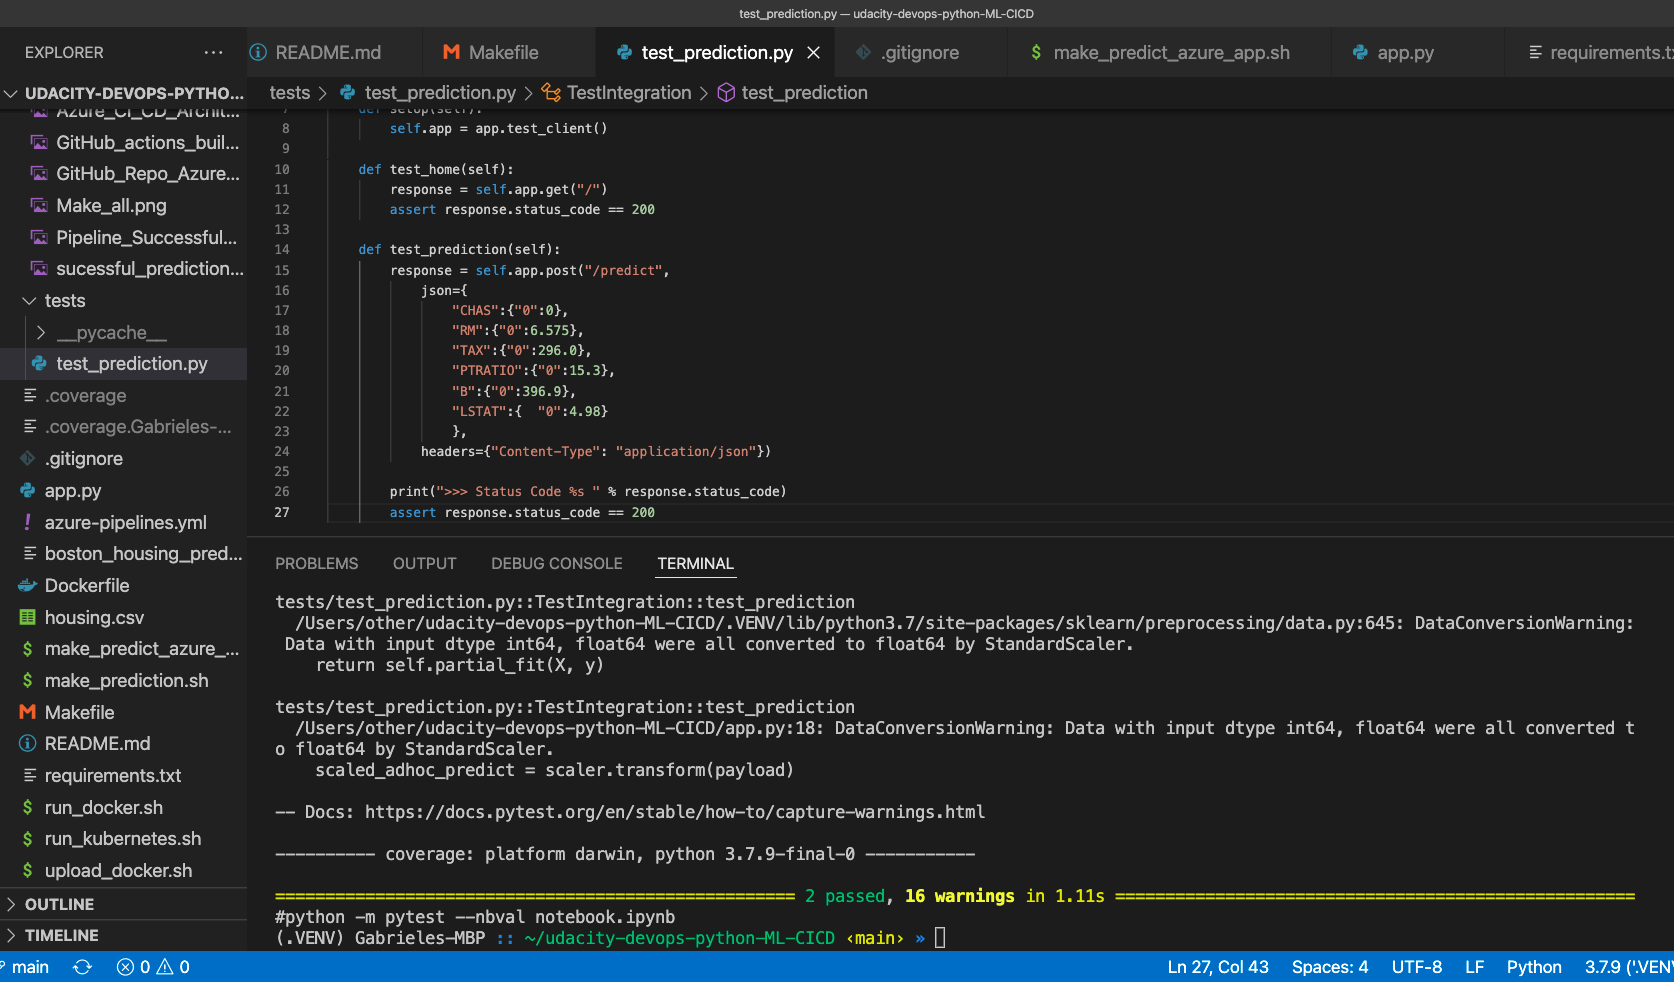 test_prediction.py — udacity-devops-python-ML-CICD
EXPLORER ···
README.md
Makefile
test_prediction.py
.gitignore
$ make_predict_azure_app.sh
app.py
requirements.tx
UDACITY-DEVOPS-PYTHO...
tests > test_prediction.py > TestIntegration > test_prediction
Azure_CI_CD_Archit...
GitHub_actions_buil...
GitHub_Repo_Azure...
Make_all.png
Pipeline_Successful...
sucessful_prediction...
tests
__pycache__
test_prediction.py
.coverage
.coverage.Gabrieles-...
.gitignore
app.py
! azure-pipelines.yml
boston_housing_pred...
Dockerfile
housing.csv
$ make_predict_azure_...
$ make_prediction.sh
Makefile
README.md
requirements.txt
$ run_docker.sh
$ run_kubernetes.sh
$ upload_docker.sh
OUTLINE
TIMELINE
7 def setUp(self):
8 self.app = app.test_client()
9
10 def test_home(self):
11 response = self.app.get("/")
12 assert response.status_code == 200
13
14 def test_prediction(self):
15 response = self.app.post("/predict",
16 json={
17 "CHAS":{"0":0},
18 "RM":{"0":6.575},
19 "TAX":{"0":296.0},
20 "PTRATIO":{"0":15.3},
21 "B":{"0":396.9},
22 "LSTAT":{  "0":4.98}
23 },
24 headers={"Content-Type": "application/json"})
25
26 print(">>> Status Code %s " % response.status_code)
27 assert response.status_code == 200
PROBLEMS OUTPUT DEBUG CONSOLE TERMINAL
tests/test_prediction.py::TestIntegration::test_prediction
/Users/other/udacity-devops-python-ML-CICD/.VENV/lib/python3.7/site-packages/sklearn/preprocessing/data.py:645: DataConversionWarning:
Data with input dtype int64, float64 were all converted to float64 by StandardScaler.
return self.partial_fit(X, y)
tests/test_prediction.py::TestIntegration::test_prediction
/Users/other/udacity-devops-python-ML-CICD/app.py:18: DataConversionWarning: Data with input dtype int64, float64 were all converted t
o float64 by StandardScaler.
scaled_adhoc_predict = scaler.transform(payload)
-- Docs: https://docs.pytest.org/en/stable/how-to/capture-warnings.html
---------- coverage: platform darwin, python 3.7.9-final-0 -----------
==================================================== 2 passed, 16 warnings in 1.11s ====================================================
#python -m pytest --nbval notebook.ipynb
(.VENV) Gabrieles-MBP :: ~/udacity-devops-python-ML-CICD ‹main› »
main 0 0
Ln 27, Col 43 Spaces: 4 UTF-8 LF Python 3.7.9 ('.VENV